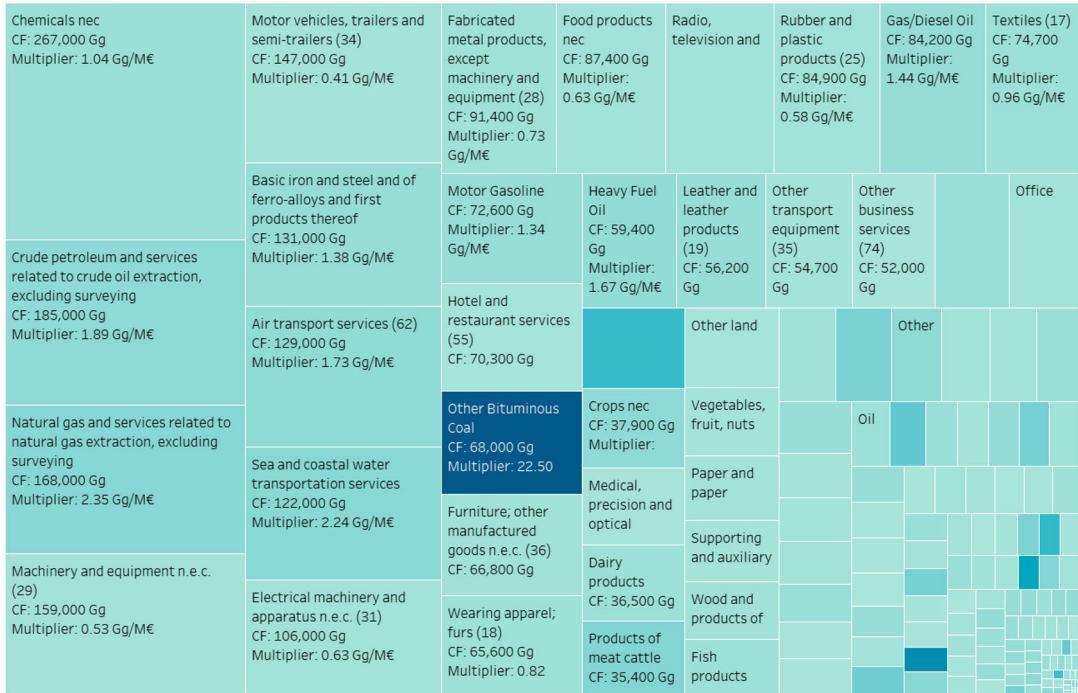 Chemicals nec
CF: 267,000 Gg
Multiplier: 1.04 Gg/M€
Crude petroleum and services
related to crude oil extraction,
excluding surveying
CF: 185,000 Gg
Multiplier: 1.89 Gg/M€
Natural gas and services related to
natural gas extraction, excluding
surveying
CF: 168,000 Gg
Multiplier: 2.35 Gg/M€
Machinery and equipment n.e.c.
(29)
CF: 159,000 Gg
Multiplier: 0.53 Gg/M€
Motor vehicles, trailers and
semi-trailers (34)
CF: 147,000 Gg
Multiplier: 0.41 Gg/M€
Basic iron and steel and of
ferro-alloys and first
products thereof
CF: 131,000 Gg
Multiplier: 1.38 Gg/M€
Air transport services (62)
CF: 129,000 Gg
Multiplier: 1.73 Gg/M€
Sea and coastal water
transportation services
CF: 122,000 Gg
Multiplier: 2.24 Gg/M€
Electrical machinery and
apparatus n.e.c. (31)
CF: 106,000 Gg
Multiplier: 0.63 Gg/M€
Fabricated
metal products,
except
machinery and
equipment (28)
CF: 91,400 Gg
Multiplier: 0.73
Gg/M€
Food products
nec
CF: 87,400 Gg
Multiplier:
0.63 Gg/M€
Radio,
television and
Rubber and
plastic
products (25)
CF: 84,900 Gg
Multiplier:
0.58 Gg/M€
Gas/Diesel Oil
CF: 84,200 Gg
Multiplier:
1.44 Gg/M€
Textiles (17)
CF: 74,700
Gg
Multiplier:
0.96 Gg/M€
Motor Gasoline
CF: 72,600 Gg
Multiplier: 1.34
Gg/M€
Hotel and
restaurant services
(55)
CF: 70,300 Gg
Other Bituminous
Coal
CF: 68,000 Gg
Multiplier: 22.50
Furniture; other
manufactured
goods n.e.c. (36)
CF: 66,800 Gg
Wearing apparel;
furs (18)
CF: 65,600 Gg
Multiplier: 0.82
Heavy Fuel
Oil
CF: 59,400
Gg
Multiplier:
1.67 Gg/M€
Leather and
leather
products (19)
CF: 56,200
Gg
Other
transport
equipment
(35)
CF: 54,700
Gg
Other
business
services
(74)
CF: 52,000
Gg
Office
Crops nec
CF: 37,900 Gg
Multiplier:
Medical,
precision and
optical
Dairy
products
CF: 36,500 Gg
Products of
meat cattle
CF: 35,400 Gg
Other land
Vegetables,
fruit, nuts
Paper and
paper
Supporting
and auxiliary
Wood and
products of
Fish
products
Other
Oil